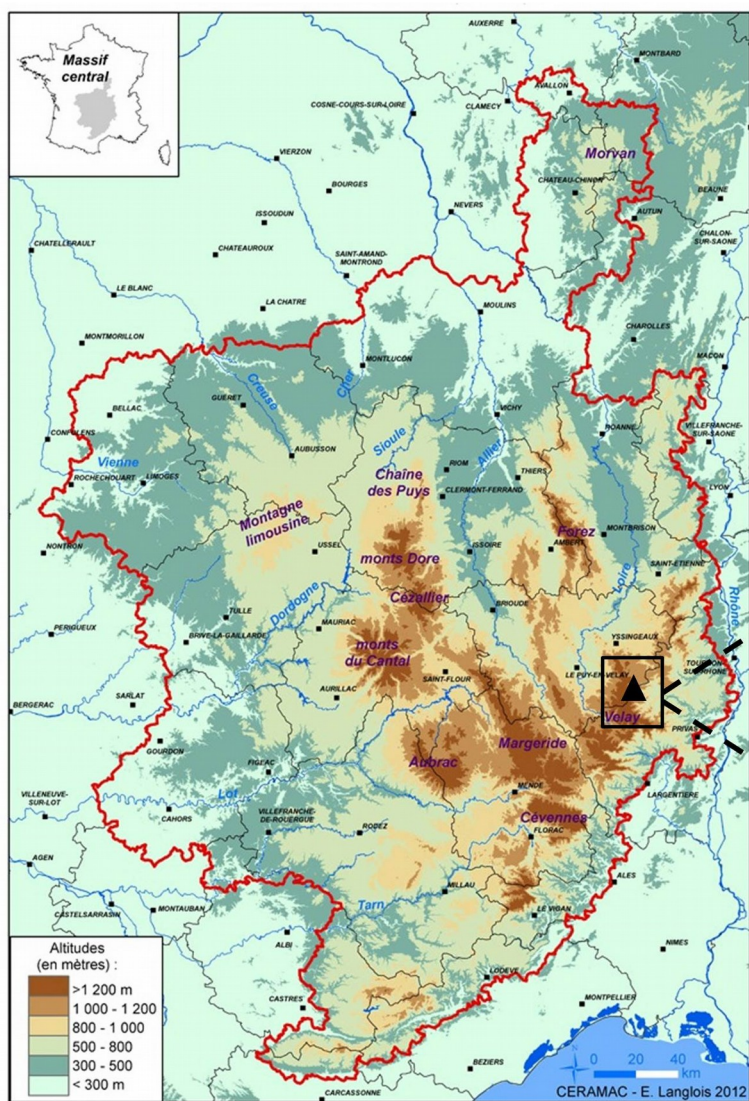 Massif
central
AUXERRE
MONTBARD
AVALLON
CLAMECY
COSNE-COURS-SUR-LOIRE
Morvan
VIERZON
CHATEAU-CHINON
BOURGES
BEAUNE
NEVERS
AUTUN
ISSOUDUN
CHATELLERAULT
CHATEAUROUX
CHALON-
SUR-SAONE
SAINT-AMAND-
MONTROND
LE BLANC
LA CHATRE
MOULINS
MONTMORILLON
CHAROLLES
MACON
MONTLUCON
Creuse
Cher
GUERET
BELLAC
VICHY
ROANNE
CONFOLENS
VILLEFRANCHE-
SUR-SAONE
Sioule
Allier
AUBUSSON
Vienne
RIOM
THIERS
Chaîne
des Puys
ROCHECHOUART
LIMOGES
CLERMONT-FERRAND
LYON
Montagne
limousine
Forez
MONTBRISON
NONTRON
USSEL
monts Dore
ISSOIRE
AMBERT
Loire
SAINT-ETIENNE
Rhône
Cézallier
Dordogne
TULLE
BRIOUDE
MAURIAC
PERIGUEUX
BRIVE-LA-GAILLARDE
monts
du Cantal
YSSINGEAUX
SAINT-FLOUR
LE PUY-EN-VELAY
TOURNON-
SUR-RHONE
AURILLAC
SARLAT
BERGERAC
Velay
PRIVAS
GOURDON
Margeride
Aubrac
FIGEAC
LARGENTIERE
Lot
MENDE
VILLENEUVE-
SUR-LOT
CAHORS
VILLEFRANCHE-
DE-ROUERGUE
RODEZ
Cévennes
FLORAC
AGEN
MILLAU
ALES
Tarn
CASTELSARRASIN
MONTAUBAN
LE VIGAN
ALBI
NIMES
Altitudes
(en mètres) :
>1 200 m
1 000 - 1 200
800 - 1 000
500 - 800
300 - 500
< 300 m
LODEVE
CASTRES
MONTPELLIER
BEZIERS
0 20 40
km
CARCASSONNE
CERAMAC - E. Langlois 2012